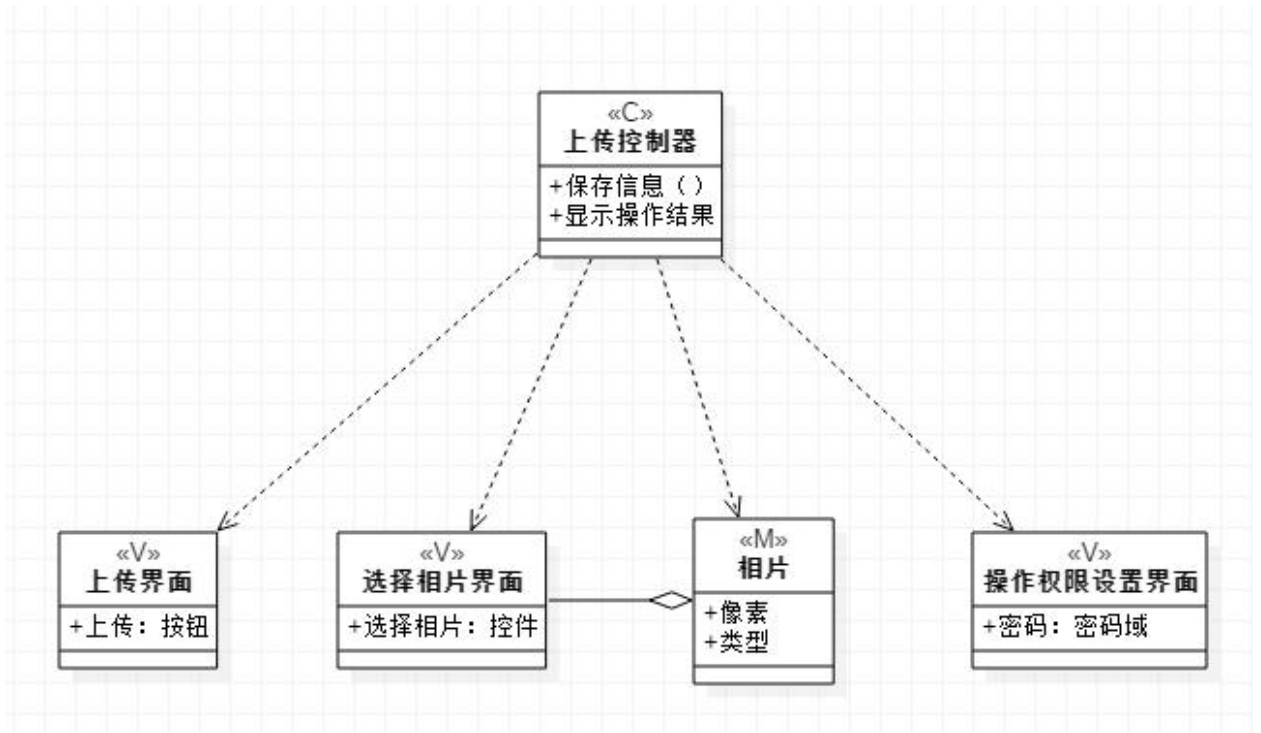 «C»
上传控制器
+保存信息（）
+显示操作结果
«V»
上传界面
+上传：按钮
«V»
选择相片界面
+选择相片：控件
«M»
相片
+像素
+类型
«V»
操作权限设置界面
+密码：密码域